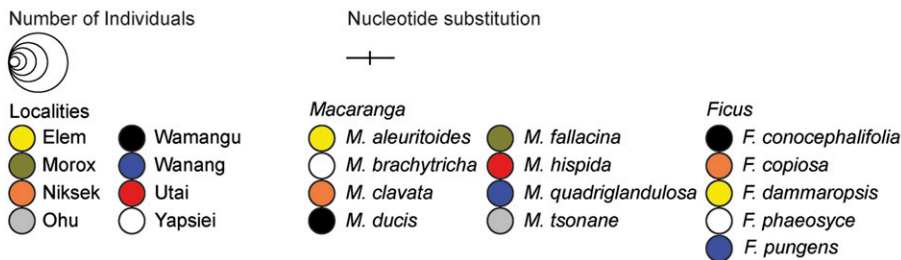 Number of Individuals
Nucleotide substitution
Localities
Elem
Morox
Niksek
Ohu
Wamangu
Wanang
Utai
Yapsiei
Macaranga
M. aleuritoides
M. brachytricha
M. clavata
M. ducis
M. fallacina
M. hispida
M. quadriglandulosa
M. tsonane
Ficus
F. conocephalifolia
F. copiosa
F. dammaropsis
F. phaeosyce
F. pungens